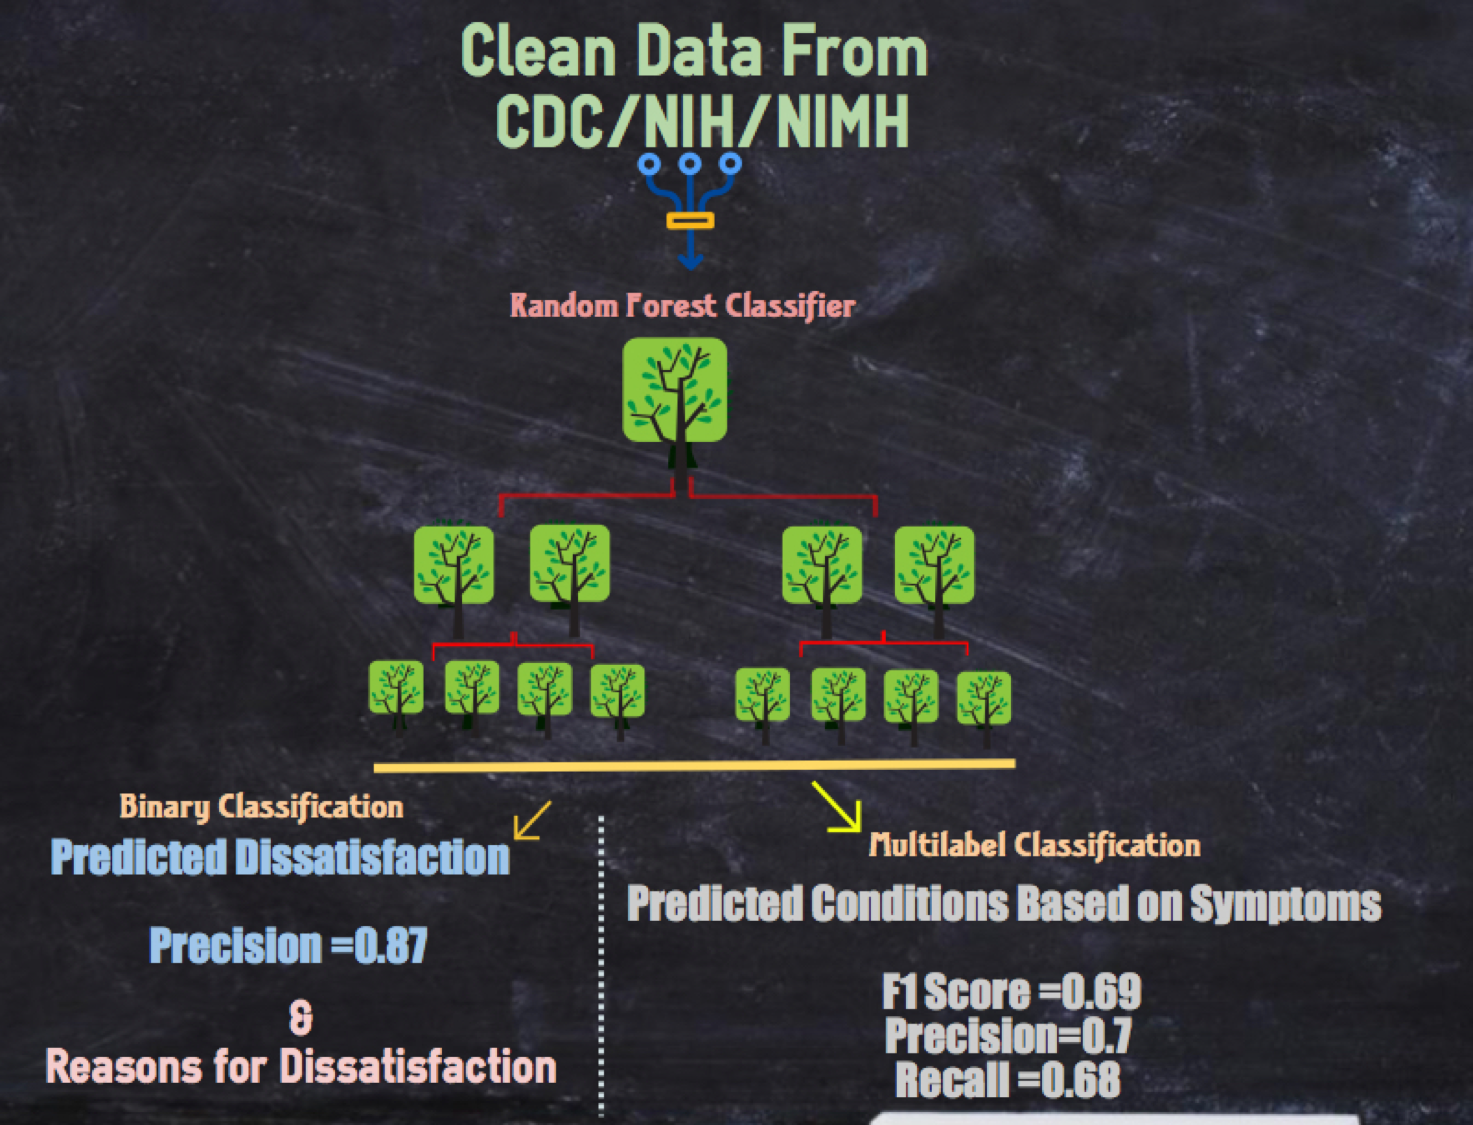 Clean Data From
CDC/NIH/NIMH
Random Forest Classifier
Binary Classification
Predicted Dissatisfaction
Precision =0.87
&
Reasons for Dissatisfaction
Multilabel Classification
Predicted Conditions Based on Symptoms
F1 Score =0.69
Precision=0.7
Recall =0.68